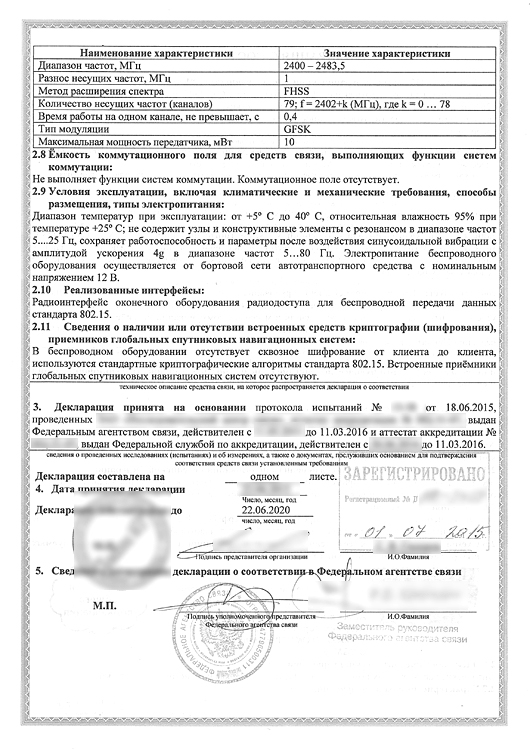 Наименование характеристики Значение характеристики
Диапазон частот, МГц 2400 – 2483,5
Разнос несущих частот, МГц 1
Метод расширения спектра FHSS
Количество несущих частот (каналов) 79; f = 2402+k (МГц), где k = 0 … 78
Время работы на одном канале, не превышает, с 0,4
Тип модуляции GFSK
Максимальная мощность передатчика, мВт 10
2.8 Ёмкость коммутационного поля для средств связи, выполняющих функции систем
коммутации:
Не выполняет функции систем коммутации. Коммутационное поле отсутствует.
2.9 Условия эксплуатации, включая климатические и механические требования, способы
размещения, типы электропитания:
Диапазон температур при эксплуатации: от +5° С до 40° С, относительная влажность 95% при
температуре +25° С; не содержит узлы и конструктивные элементы с резонансом в диапазоне частот
5....25 Гц, сохраняет работоспособность и параметры после воздействия синусоидальной вибрации с
амплитудой ускорения 4g в диапазоне частот 5…80 Гц. Электропитание беспроводного
оборудования осуществляется от бортовой сети автотранспортного средства с номинальным
напряжением 12 В.
2.10 Реализованные интерфейсы:
Радиоинтерфейс оконечного оборудования радиодоступа для беспроводной передачи данных
стандарта 802.15.
2.11 Сведения о наличии или отсутствии встроенных средств криптографии (шифрования),
приемников глобальных спутниковых навигационных систем:
В беспроводном оборудовании отсутствует сквозное шифрование от клиента до клиента,
используются стандартные криптографические алгоритмы стандарта 802.15. Встроенные приёмники
глобальных спутниковых навигационных систем отсутствуют.
техническое описание средства связи, на которое распространяется декларация о соответствии
3. Декларация принята на основании протокола испытаний № от 18.06.2015,
проведенных выдан
Федеральным агентством связи, действителен с до 11.03.2016 и аттестат аккредитации №
, выдан Федеральной службой по аккредитации, действителен с до 11.03.2016.
сведения о проведенных исследованиях (испытаниях) и об измерениях, а также о документах, послуживших основанием для подтверждения
соответствия средств связи установленным требованиям
Декларация составлена на одном листе.
ЗАРЕГИСТРИРОВАНО
4. Дата принятия декларации
Число, месяц, год
Регистрационный № Д
Декларация до 22.06.2020
число, месяц, год
от « 01 » 07 2015
Подпись представителя организации И.О.Фамилия
5. Сведения декларации о соответствии в Федеральном агентстве связи
М.П.
Подпись уполномоченного представителя И.О.Фамилия
Федерального агентства связи
Заместитель руководителя
Федерального агентства связи